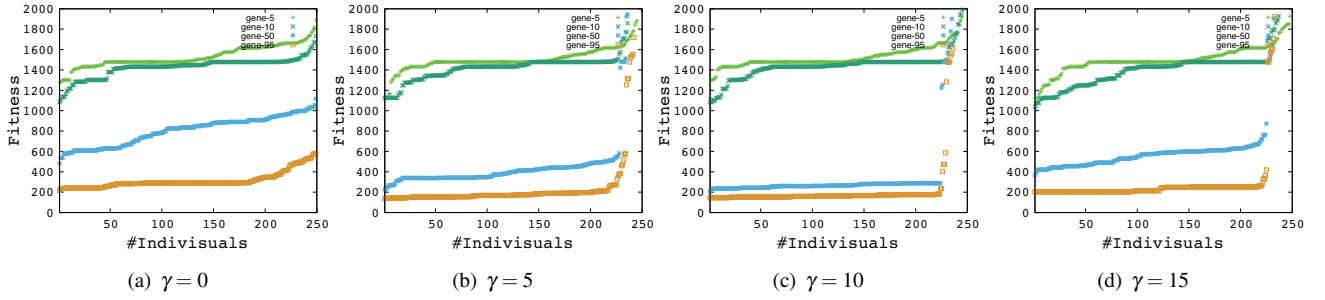 Fitness
2000
1800
1600
1400
1200
1000
800
600
400
200
0
gene-5
gene-10
gene-50
gene-95
50
100
150
200
250
#Indivisuals
(a) γ = 0
Fitness
2000
1800
1600
1400
1200
1000
800
600
400
200
0
gene-5
gene-10
gene-50
gene-95
50
100
150
200
250
#Indivisuals
(b) γ = 5
Fitness
2000
1800
1600
1400
1200
1000
800
600
400
200
0
gene-5
gene-10
gene-50
gene-95
50
100
150
200
250
#Indivisuals
(c) γ = 10
Fitness
2000
1800
1600
1400
1200
1000
800
600
400
200
0
gene-5
gene-10
gene-50
gene-95
50
100
150
200
250
#Indivisuals
(d) γ = 15